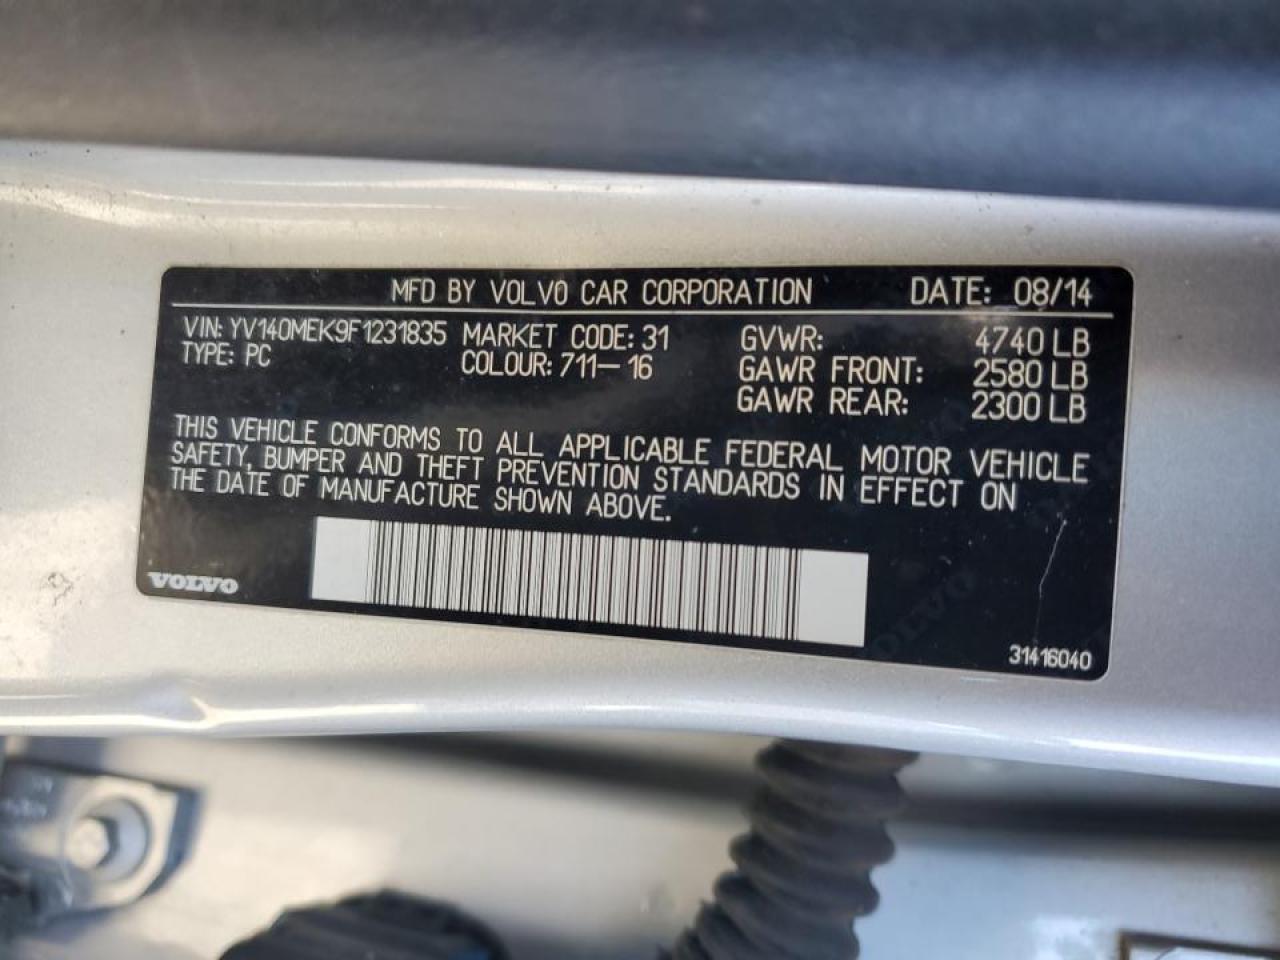 MFD BY VOLVO CAR CORPORATION DATE: 08/14
VIN: YV140MEK9F1231835 MARKET CODE: 31 GVWR: 4740 LB
TYPE: PC COLOUR: 711-16 GAWR FRONT: 2580 LB
GAWR REAR: 2300 LB
THIS VEHICLE CONFORMS TO ALL APPLICABLE FEDERAL MOTOR VEHICLE
SAFETY, BUMPER AND THEFT PREVENTION STANDARDS IN EFFECT ON
THE DATE OF MANUFACTURE SHOWN ABOVE.
VOLVO
VOLVO
31416040